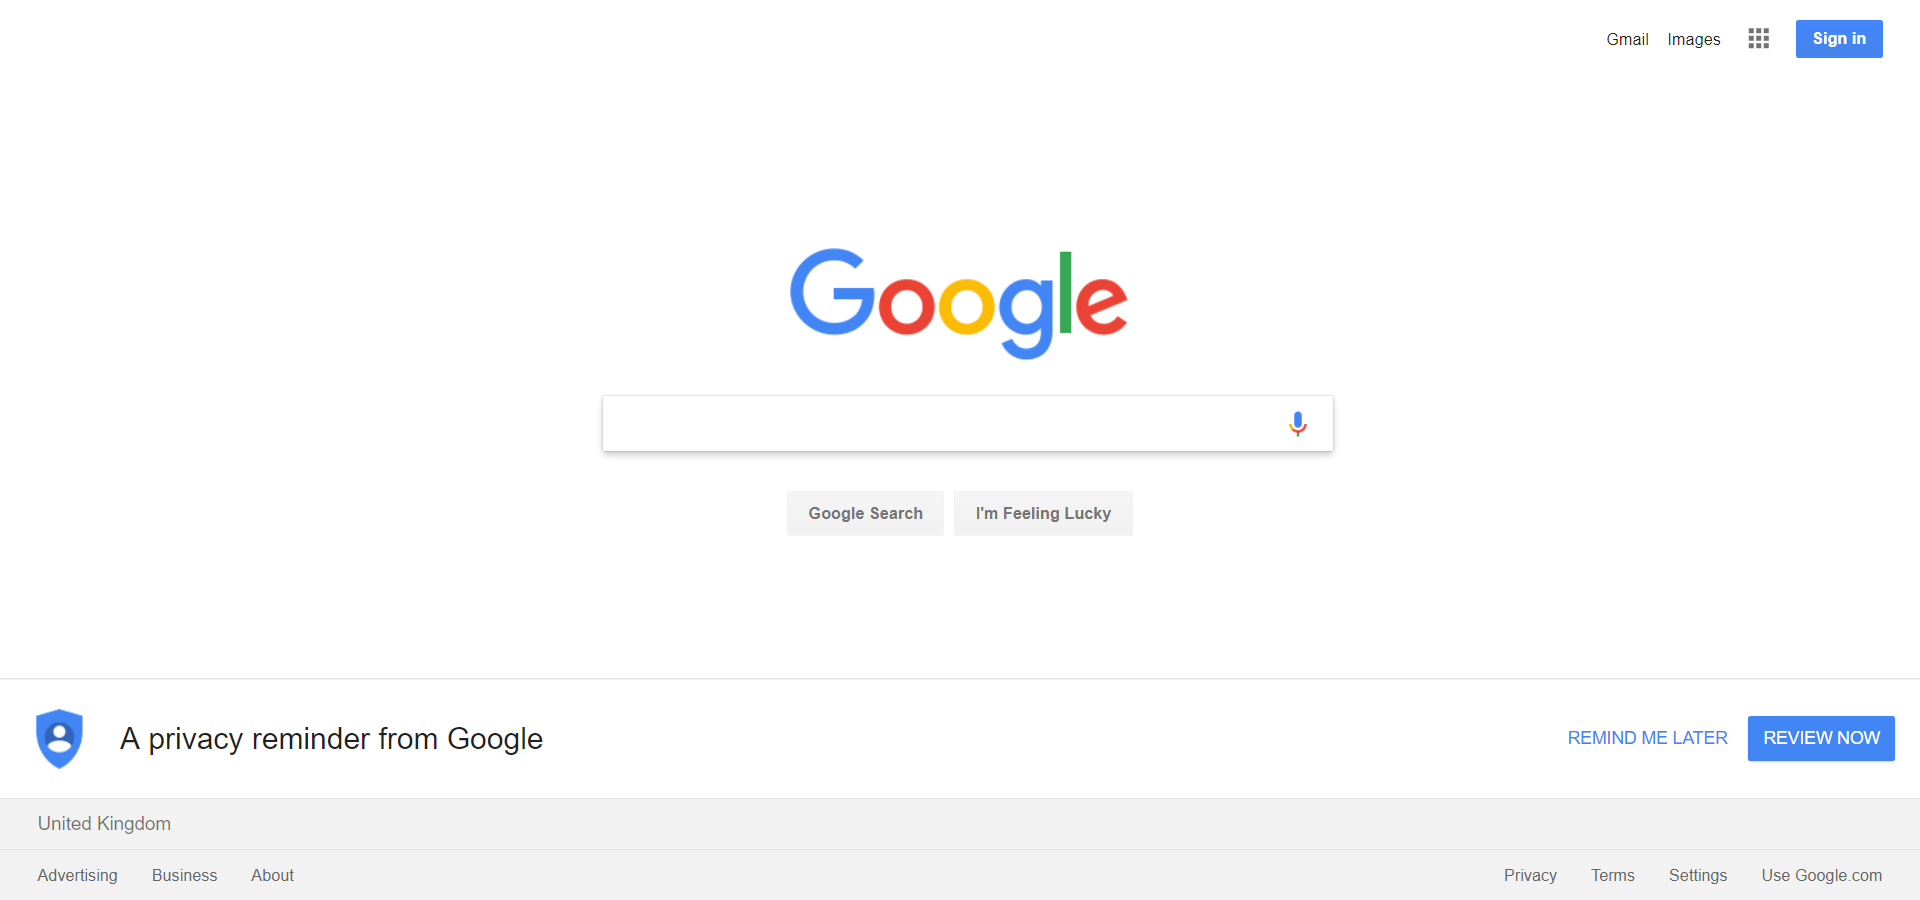 Gmail Images Sign in
Google
Google Search I'm Feeling Lucky
A privacy reminder from Google REMIND ME LATER REVIEW NOW
United Kingdom
Advertising Business About Privacy Terms Settings Use Google.com